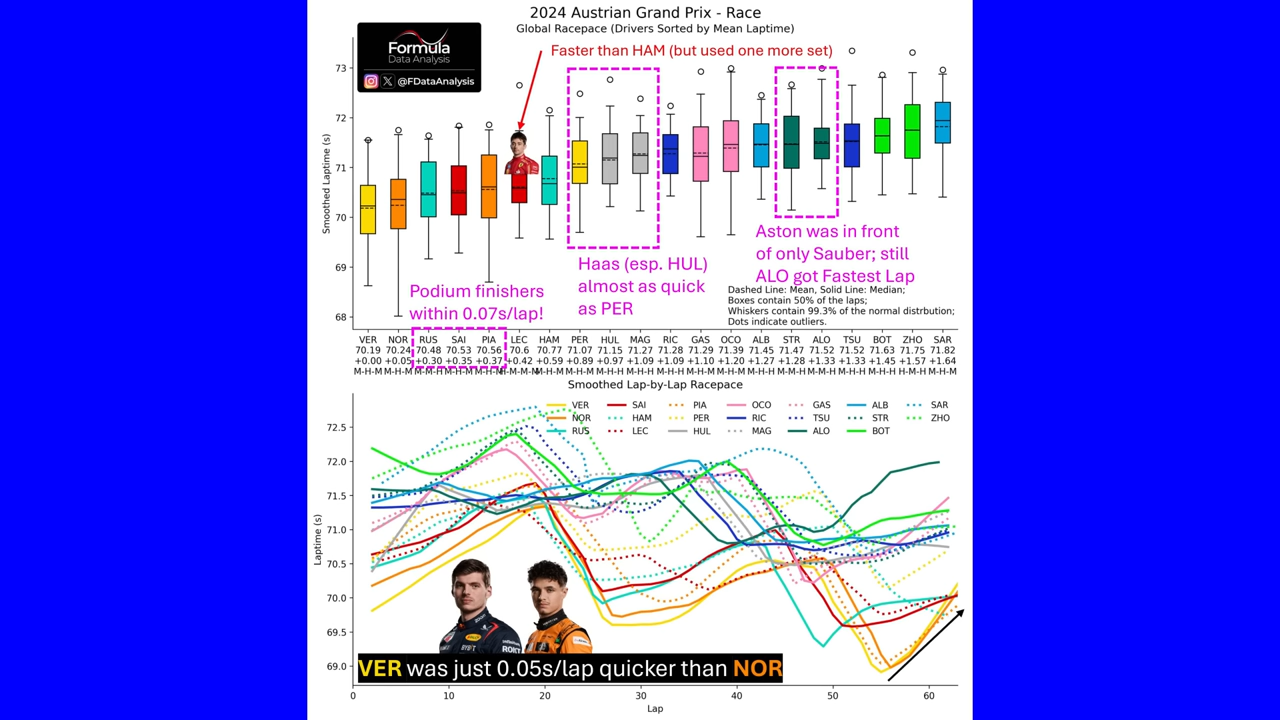 2024 Austrian Grand Prix - Race
Global Racepace (Drivers Sorted by Mean Laptime)
Formula
Data Analysis
@FDataAnalysis
Faster than HAM (but used one more set)
Smoothed Laptime (s)
73
72
71
70
69
68
Podium finishers
within 0.07s/lap!
Haas (esp. HUL)
almost as quick
as PER
Aston was in front
of only Sauber; still
ALO got Fastest Lap
Dashed Line: Mean, Solid Line: Median;
Boxes contain 50% of the laps;
Whiskers contain 99.3% of the normal distrbution;
Dots indicate outliers.
VER NOR RUS SAI PIA LEC HAM PER HUL MAG RIC GAS OCO ALB STR ALO TSU BOT ZHO SAR
70.19 70.24 70.48 70.53 70.56 70.6 70.77 71.07 71.15 71.27 71.28 71.29 71.39 71.45 71.47 71.52 71.52 71.63 71.75 71.82
+0.00 +0.05 +0.30 +0.35 +0.37 +0.42 +0.59 +0.89 +0.97 +1.09 +1.09 +1.10 +1.20 +1.27 +1.28 +1.33 +1.33 +1.45 +1.57 +1.64
Smoothed Lap-by-Lap Racepace
VER SAI PIA OCO GAS ALB SAR
NOR HAM PER RIC TSU STR ZHO
RUS LEC HUL MAG ALO BOT
Laptime (s)
72.5
72.0
71.5
71.0
70.5
70.0
69.5
69.0
VER was just 0.05s/lap quicker than NOR
0 10 20 30 40 50 60
Lap